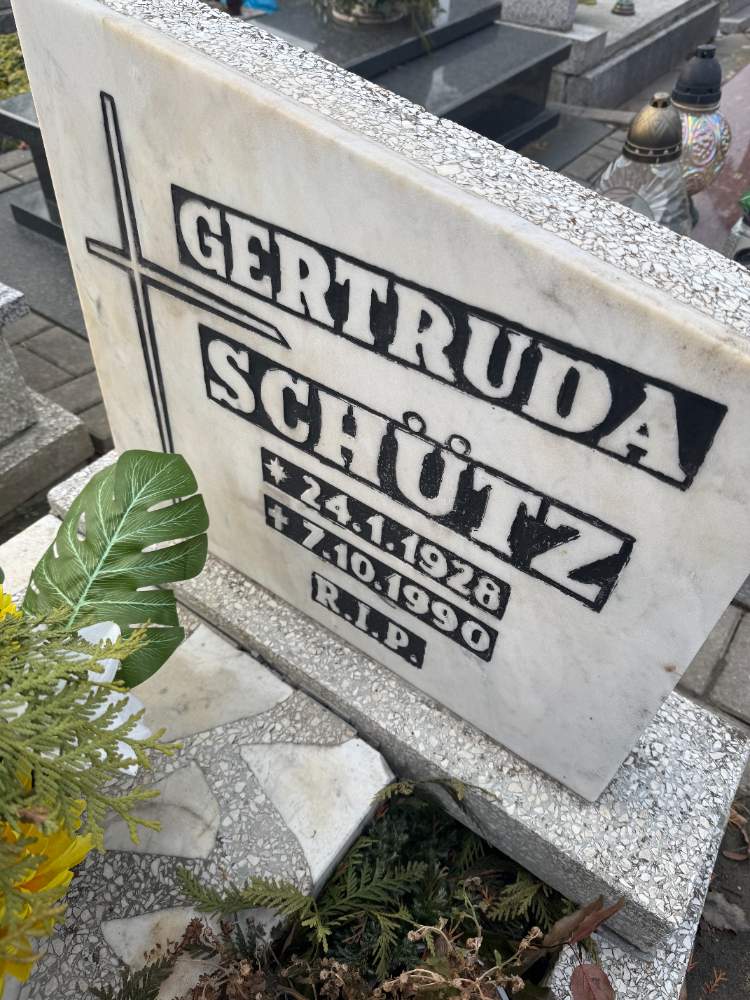 GERTRUDA
SCHÜTZ
* 24.1.1928
✝ 7.10.1990
R.I.P.